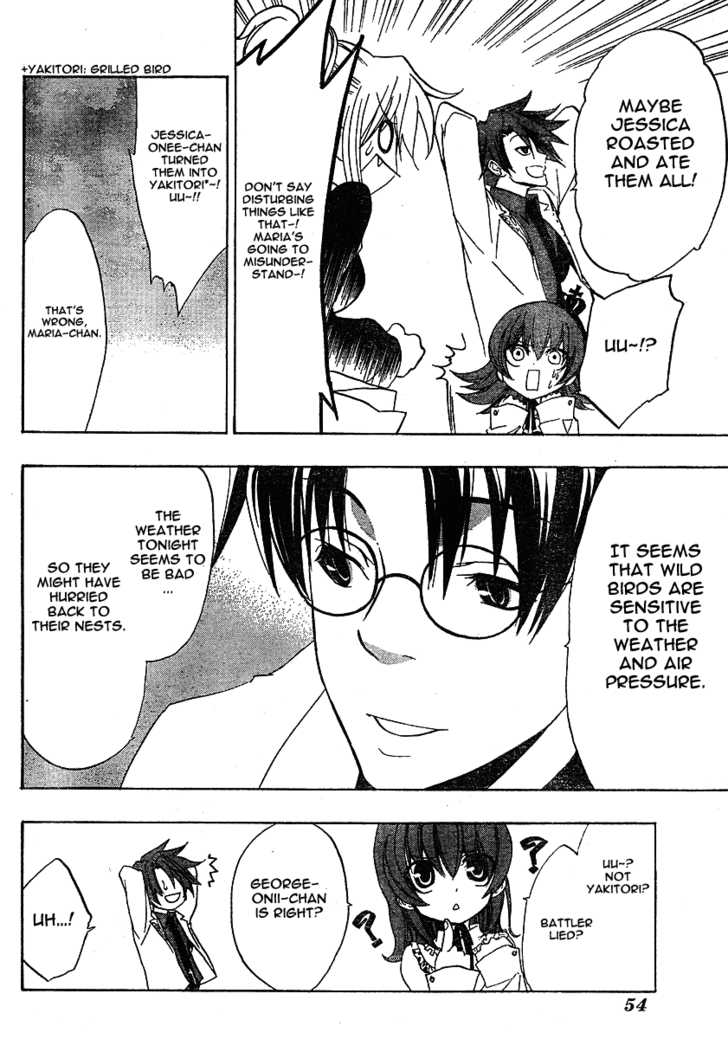 MAYBE
JESSICA
ROASTED
AND ATE
THEM ALL!
UU~!?
DON'T SAY
DISTURBING
THINGS LIKE
THAT~!
MARIA'S
GOING TO
MISUNDER-
STAND~!
+YAKITORI: GRILLED BIRD
JESSICA-
ONEE-CHAN
TURNED
THEM INTO
YAKITORI*~!
UU~!!
THAT'S
WRONG,
MARIA-CHAN.
IT SEEMS
THAT WILD
BIRDS ARE
SENSITIVE
TO THE
WEATHER
AND AIR
PRESSURE.
THE
WEATHER
TONIGHT
SEEMS TO
BE BAD
...
SO THEY
MIGHT HAVE
HURRIED
BACK TO
THEIR NESTS.
UU~?
NOT
YAKITORI?
BATTLER
LIED?
?
?
GEORGE-
ONII-CHAN
IS RIGHT?
UH...!
54